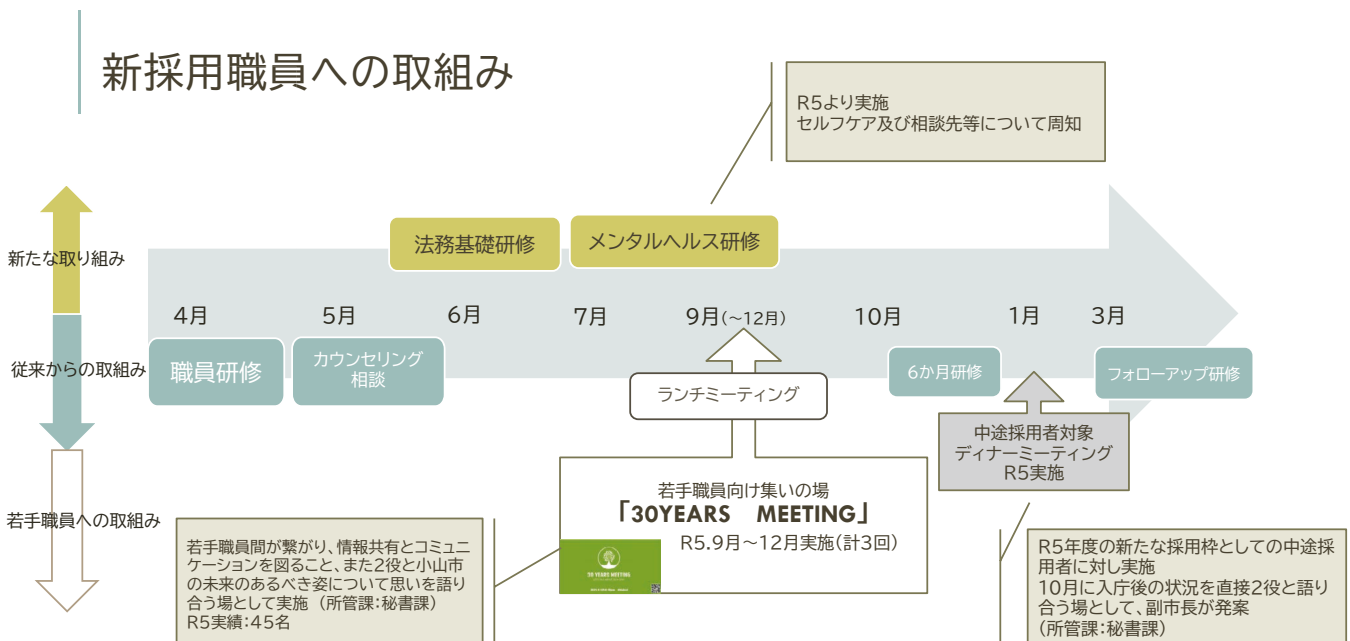 新採用職員への取組み
R5より実施
セルフケア及び相談先等について周知
新たな取り組み
法務基礎研修
メンタルヘルス研修
4月
5月
6月
7月
9月(~12月)
10月
1月
3月
従来からの取組み
職員研修
カウンセリング
相談
ランチミーティング
6か月研修
フォローアップ研修
中途採用者対象
ディナーミーティング
R5実施
若手職員への取組み
若手職員向け集いの場
「30YEARS MEETING」
R5.9月~12月実施(計3回)
30 YEARS MEETING
若手職員間が繋がり、情報共有とコミュニ
ケーションを図ること、また2役と小山市
の未来のあるべき姿について思いを語り
合う場として実施 (所管課:秘書課)
R5実績:45名
R5年度の新たな採用枠としての中途採
用者に対し実施
10月に入庁後の状況を直接2役と語り
合う場として、副市長が発案
(所管課:秘書課)